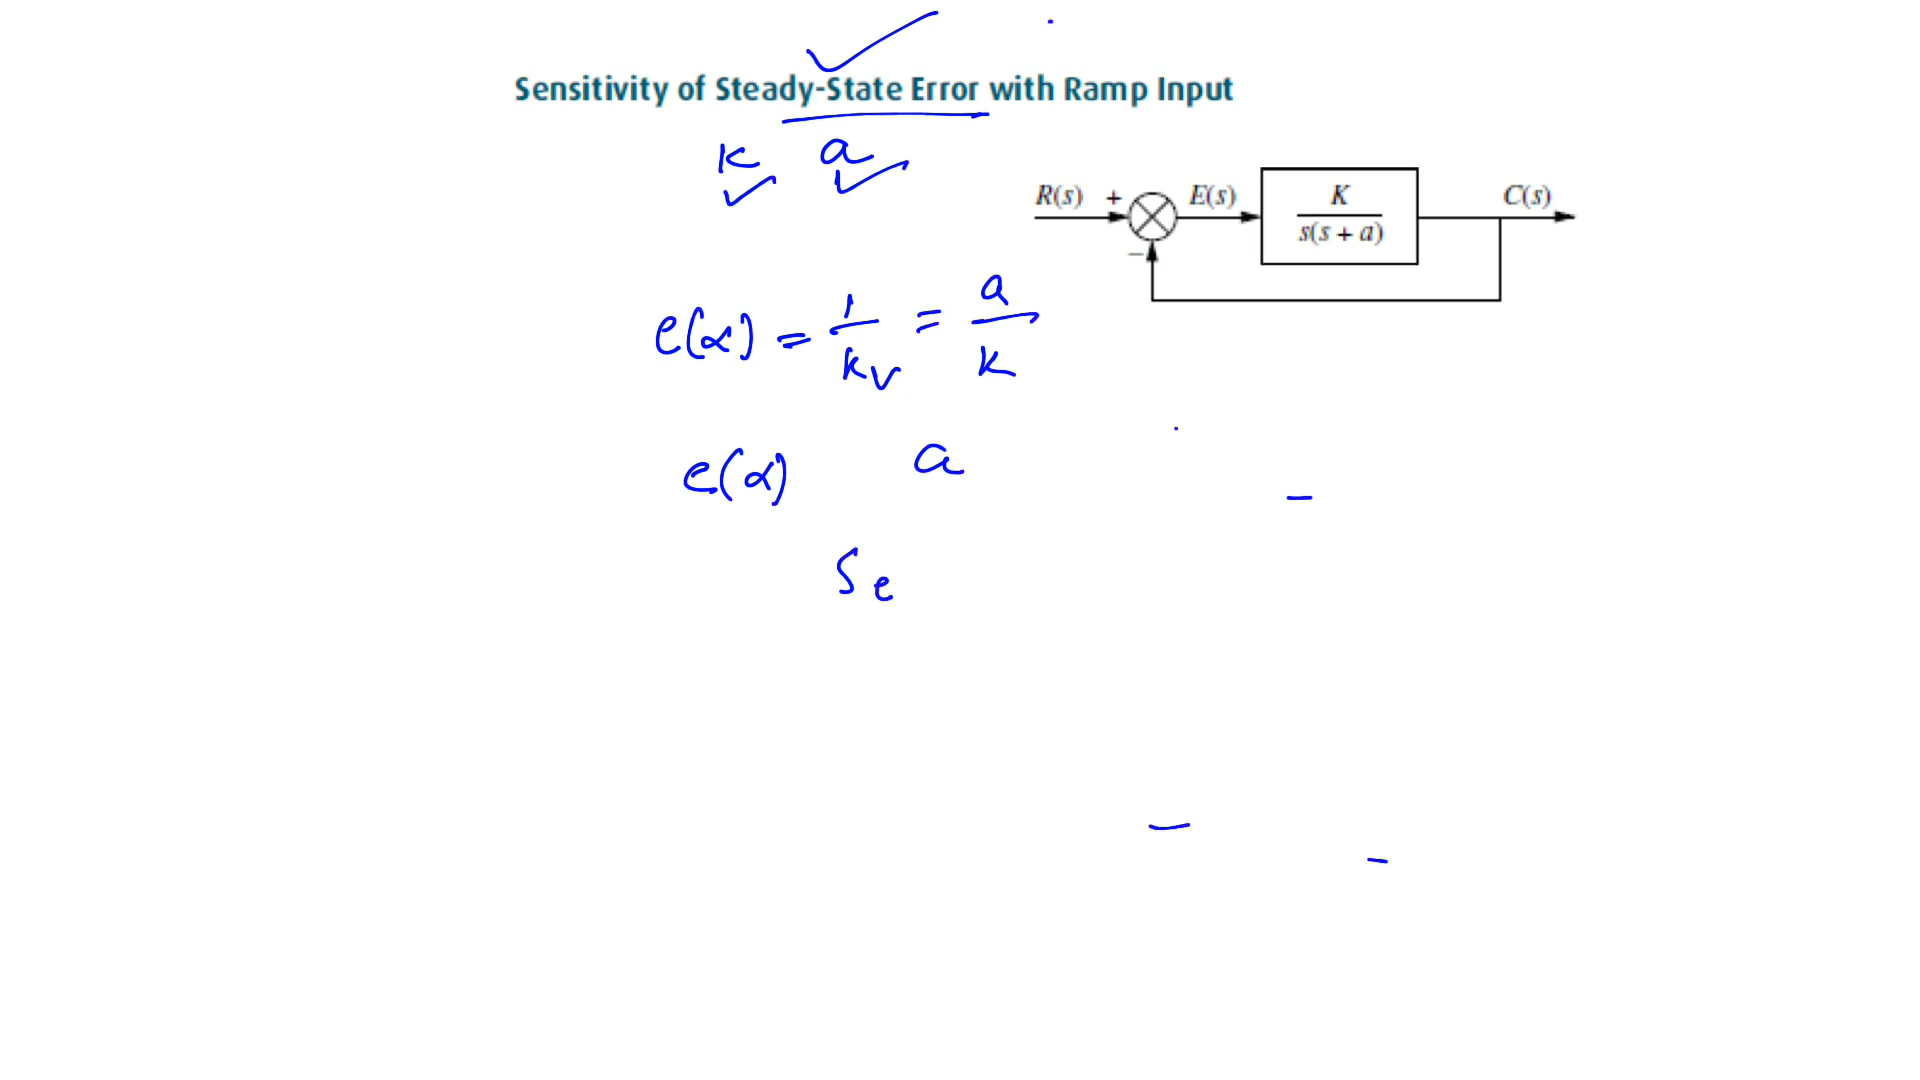 Sensitivity of Steady-State Error with Ramp Input
K a
R(s) + E(s) K C(s)
s(s + a)
−
e(α) = 1/kv = a/k
e(α) a
Se